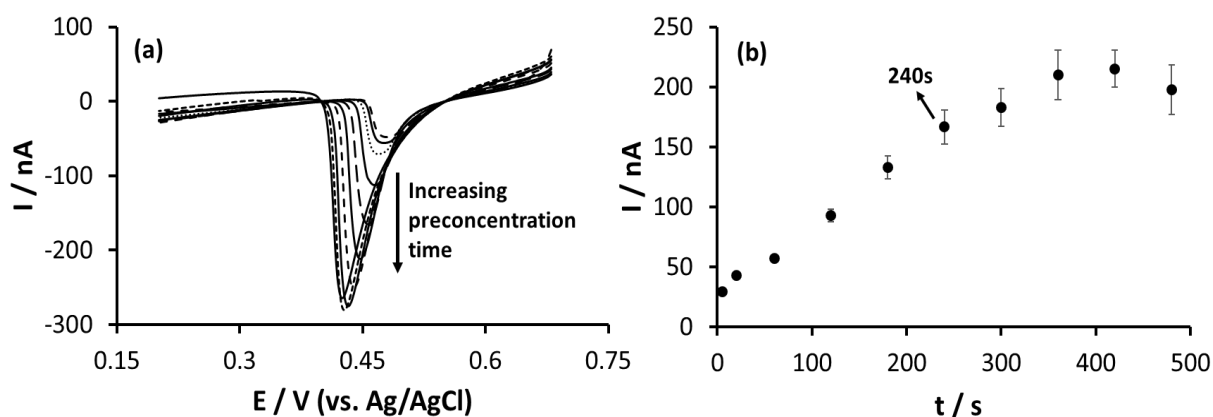 (a)
I / nA
100
0
-100
-200
-300
Increasing
preconcentration
time
0.15
0.3
0.45
0.6
0.75
E / V (vs. Ag/AgCl)
(b)
I / nA
250
200
150
100
50
0
240s
0
100
200
300
400
500
t / s